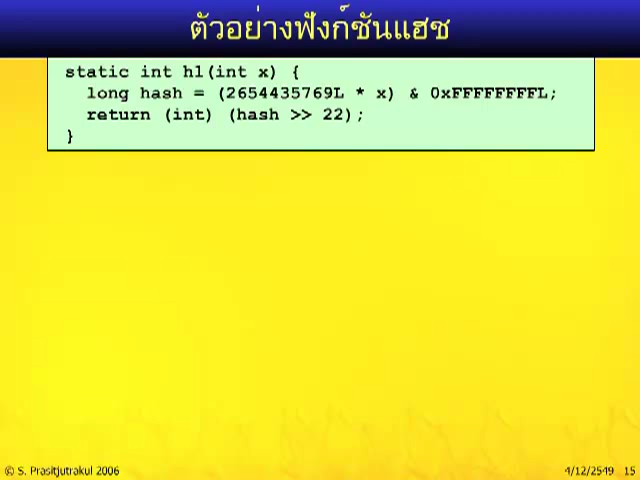 ตัวอย่างฟังก์ชันแฮช
static int h1(int x) {
  long hash = (2654435769L * x) & 0xFFFFFFFFL;
  return (int) (hash >> 22);
}
© S. Prasitjutrakul 2006
4/12/2549 15